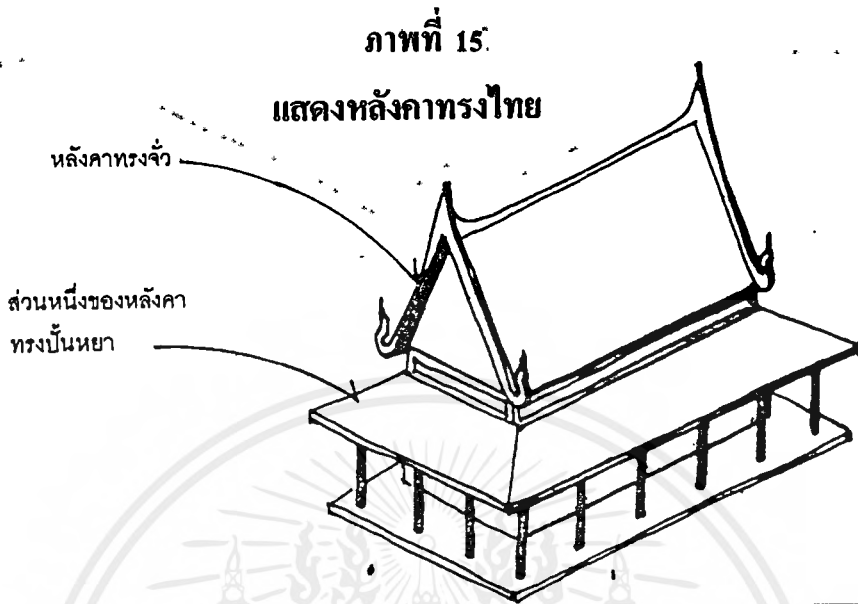 ภาพที่ 15
แสดงหลังคาทรงไทย
หลังคาทรงจั่ว
ส่วนหนึ่งของหลังคา
ทรงปั้นหยา